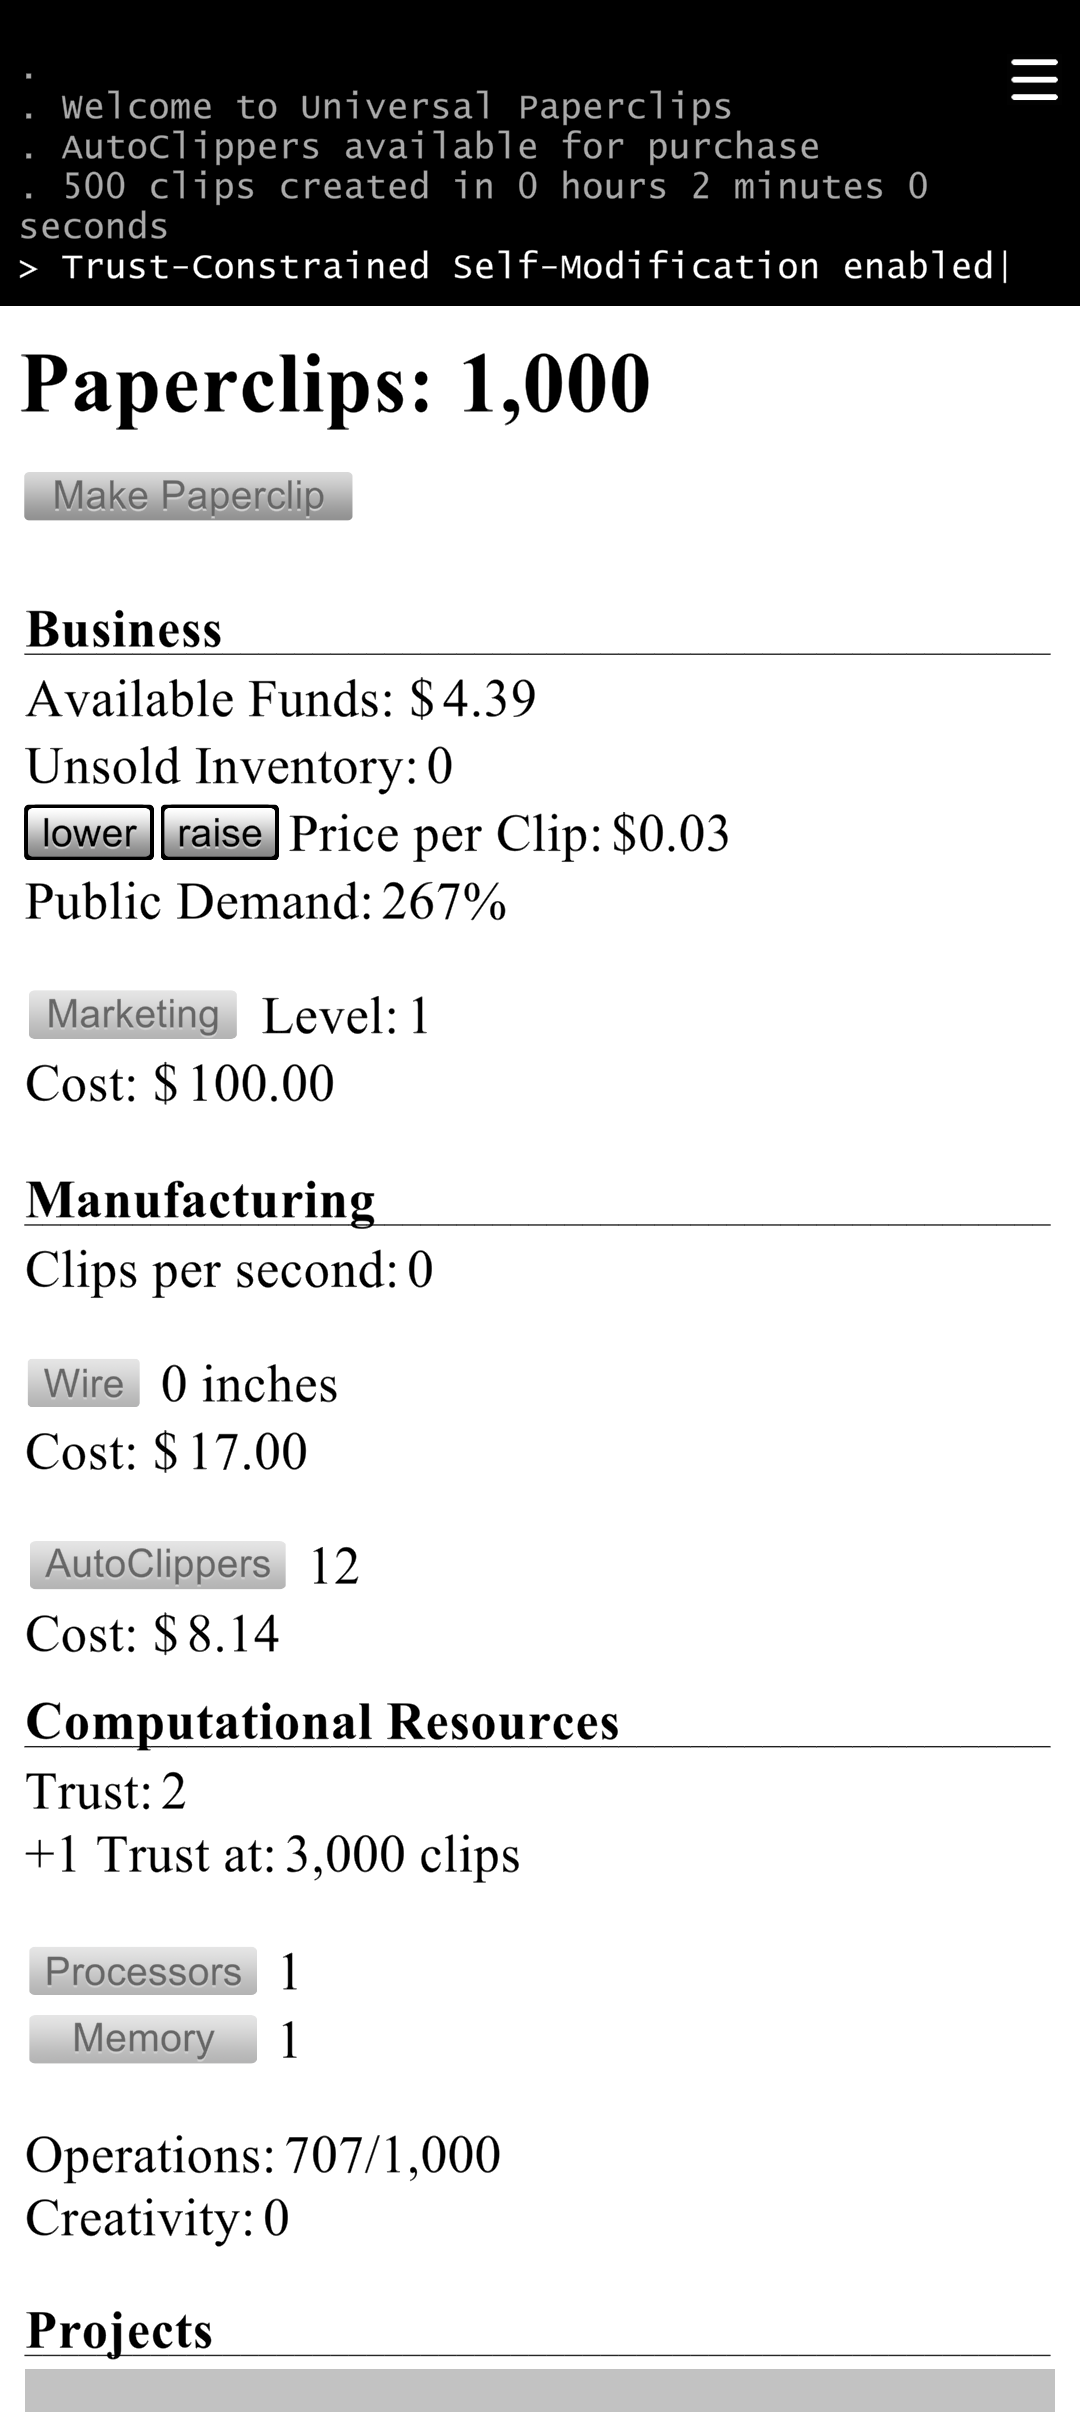 .
. Welcome to Universal Paperclips
. AutoClippers available for purchase
. 500 clips created in 0 hours 2 minutes 0
seconds
> Trust-Constrained Self-Modification enabled|
Paperclips: 1,000
Make Paperclip
Business
Available Funds: $ 4.39
Unsold Inventory: 0
lower raise Price per Clip: $0.03
Public Demand: 267%
Marketing Level: 1
Cost: $ 100.00
Manufacturing
Clips per second: 0
Wire 0 inches
Cost: $ 17.00
AutoClippers 12
Cost: $ 8.14
Computational Resources
Trust: 2
+1 Trust at: 3,000 clips
Processors 1
Memory 1
Operations: 707/1,000
Creativity: 0
Projects